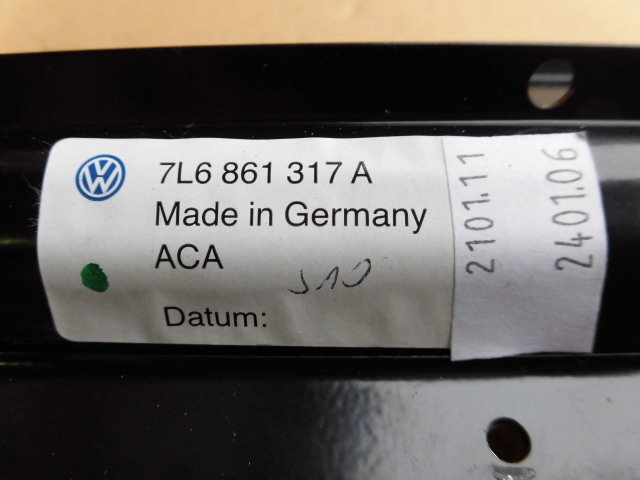 7L6 861 317 A
Made in Germany
ACA
Datum:
2101.11
2401.06